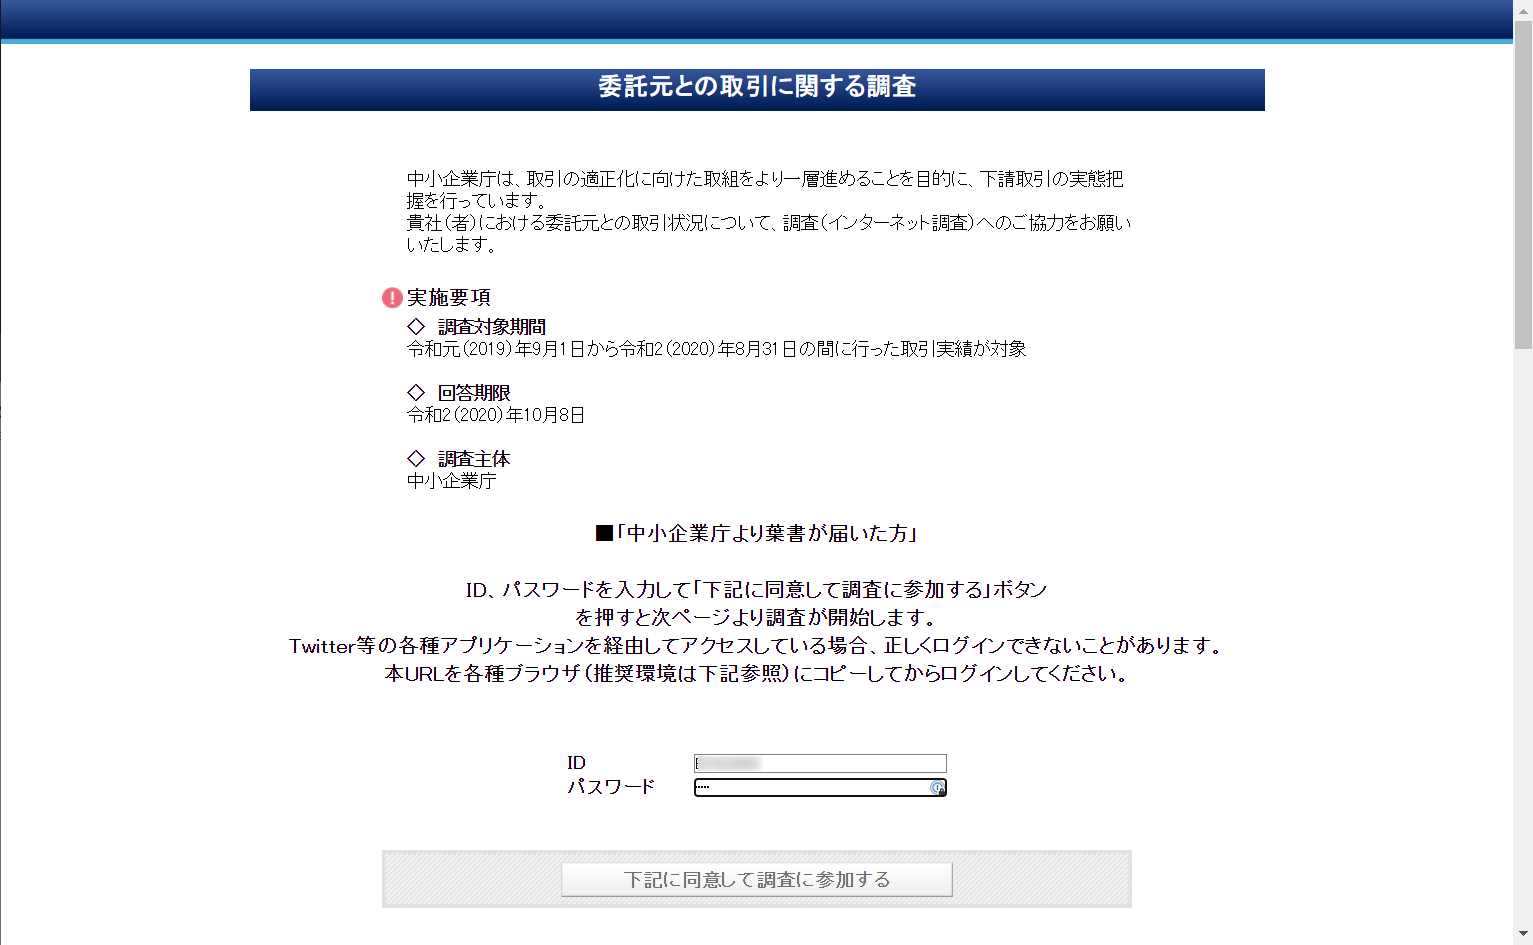 委託元との取引に関する調査
中小企業庁は、取引の適正化に向けた取組をより一層進めることを目的に、下請取引の実態把
握を行っています。
貴社（者）における委託元との取引状況について、調査（インターネット調査）へのご協力をお願い
いたします。
実施要項
◇ 調査対象期間
令和元（2019）年9月1日から令和2（2020）年8月31日の間に行った取引実績が対象
◇ 回答期限
令和2（2020）年10月8日
◇ 調査主体
中小企業庁
■「中小企業庁より葉書が届いた方」
ID、パスワードを入力して「下記に同意して調査に参加する」ボタン
を押すと次ページより調査が開始します。
Twitter等の各種アプリケーションを経由してアクセスしている場合、正しくログインできないことがあります。
本URLを各種ブラウザ（推奨環境は下記参照）にコピーしてからログインしてください。
ID
パスワード
下記に同意して調査に参加する